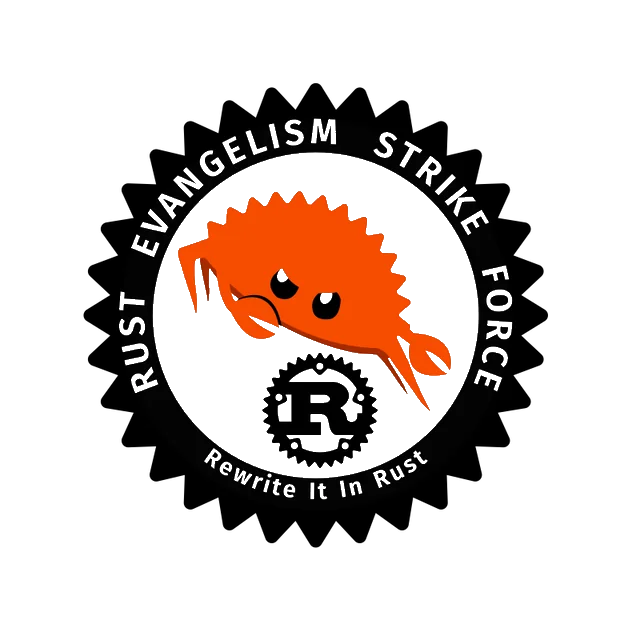 RUST EVANGELISM STRIKE FORCE
R
Rewrite It In Rust